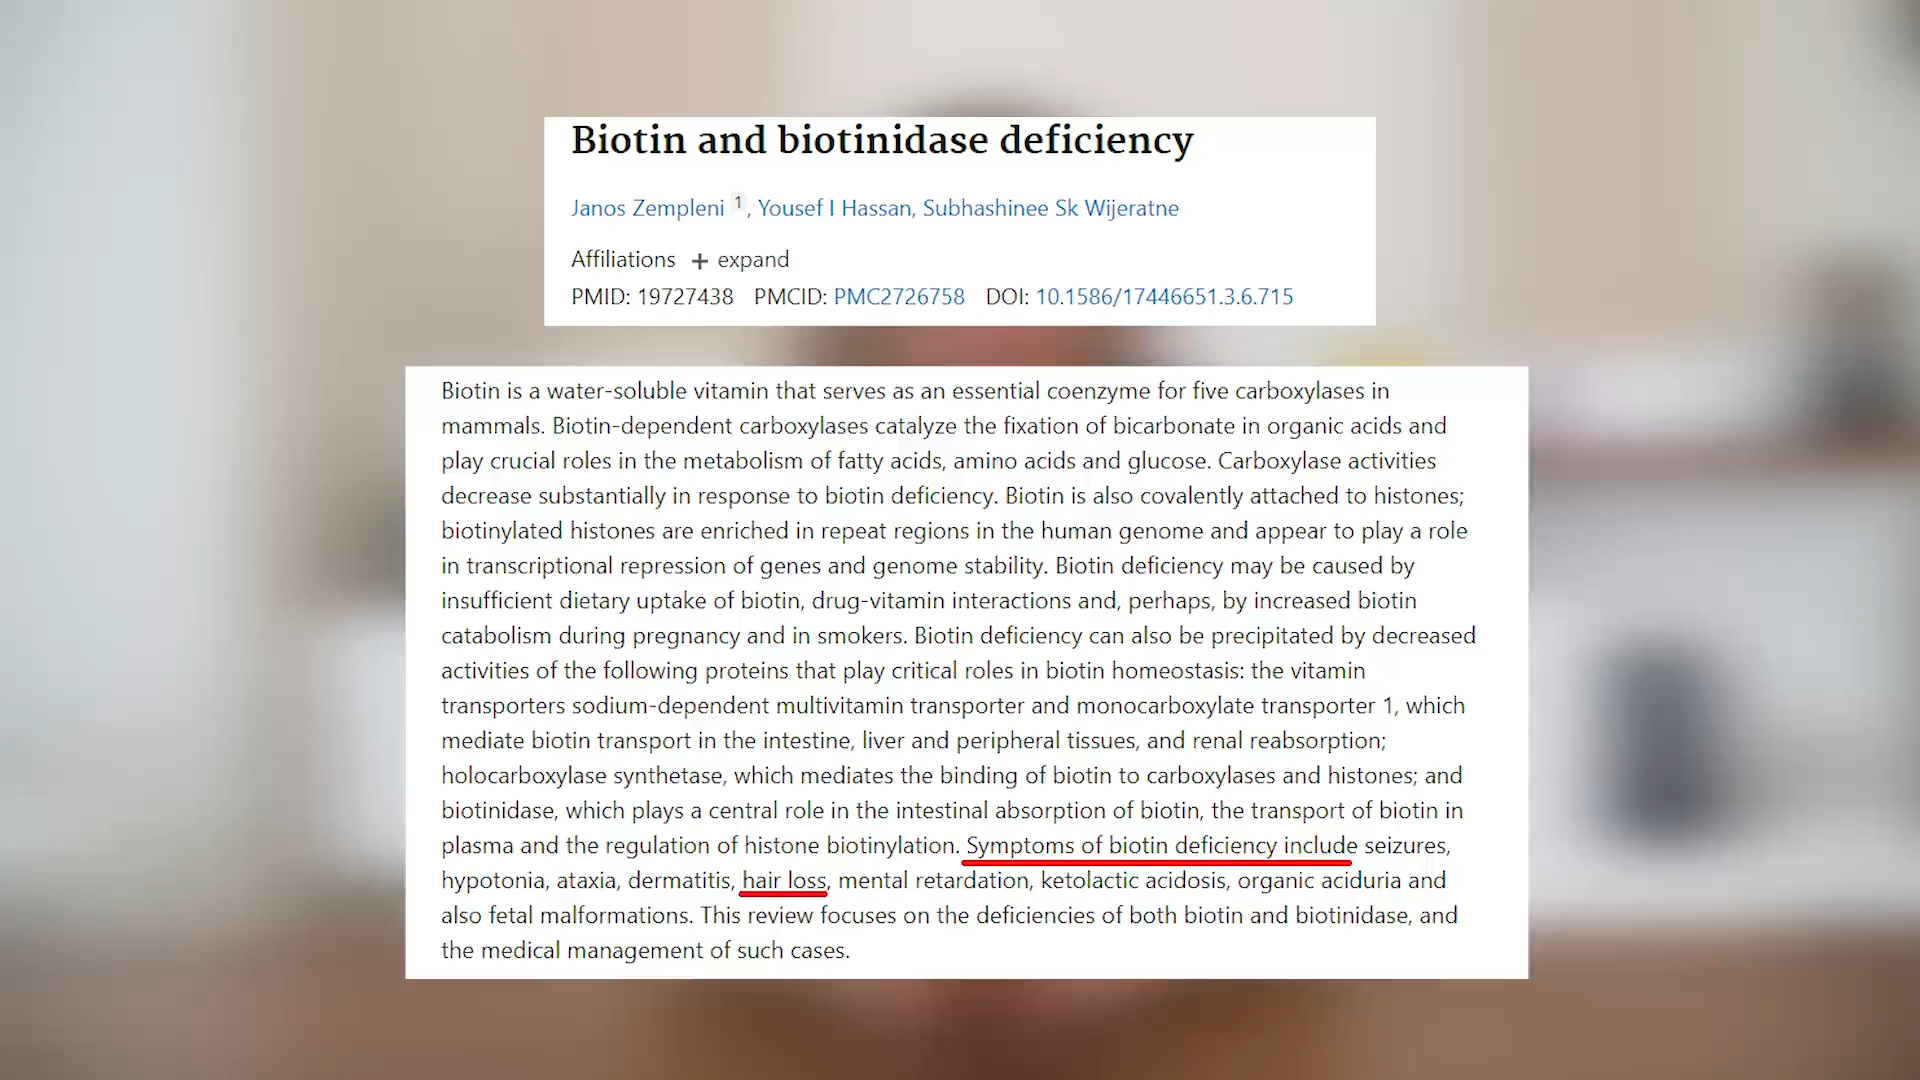 Biotin and biotinidase deficiency
Janos Zempleni 1, Yousef I Hassan, Subhashinee Sk Wijeratne
Affiliations + expand
PMID: 19727438 PMCID: PMC2726758 DOI: 10.1586/17446651.3.6.715
Biotin is a water-soluble vitamin that serves as an essential coenzyme for five carboxylases in
mammals. Biotin-dependent carboxylases catalyze the fixation of bicarbonate in organic acids and
play crucial roles in the metabolism of fatty acids, amino acids and glucose. Carboxylase activities
decrease substantially in response to biotin deficiency. Biotin is also covalently attached to histones;
biotinylated histones are enriched in repeat regions in the human genome and appear to play a role
in transcriptional repression of genes and genome stability. Biotin deficiency may be caused by
insufficient dietary uptake of biotin, drug-vitamin interactions and, perhaps, by increased biotin
catabolism during pregnancy and in smokers. Biotin deficiency can also be precipitated by decreased
activities of the following proteins that play critical roles in biotin homeostasis: the vitamin
transporters sodium-dependent multivitamin transporter and monocarboxylate transporter 1, which
mediate biotin transport in the intestine, liver and peripheral tissues, and renal reabsorption;
holocarboxylase synthetase, which mediates the binding of biotin to carboxylases and histones; and
biotinidase, which plays a central role in the intestinal absorption of biotin, the transport of biotin in
plasma and the regulation of histone biotinylation. Symptoms of biotin deficiency include seizures,
hypotonia, ataxia, dermatitis, hair loss, mental retardation, ketolactic acidosis, organic aciduria and
also fetal malformations. This review focuses on the deficiencies of both biotin and biotinidase, and
the medical management of such cases.